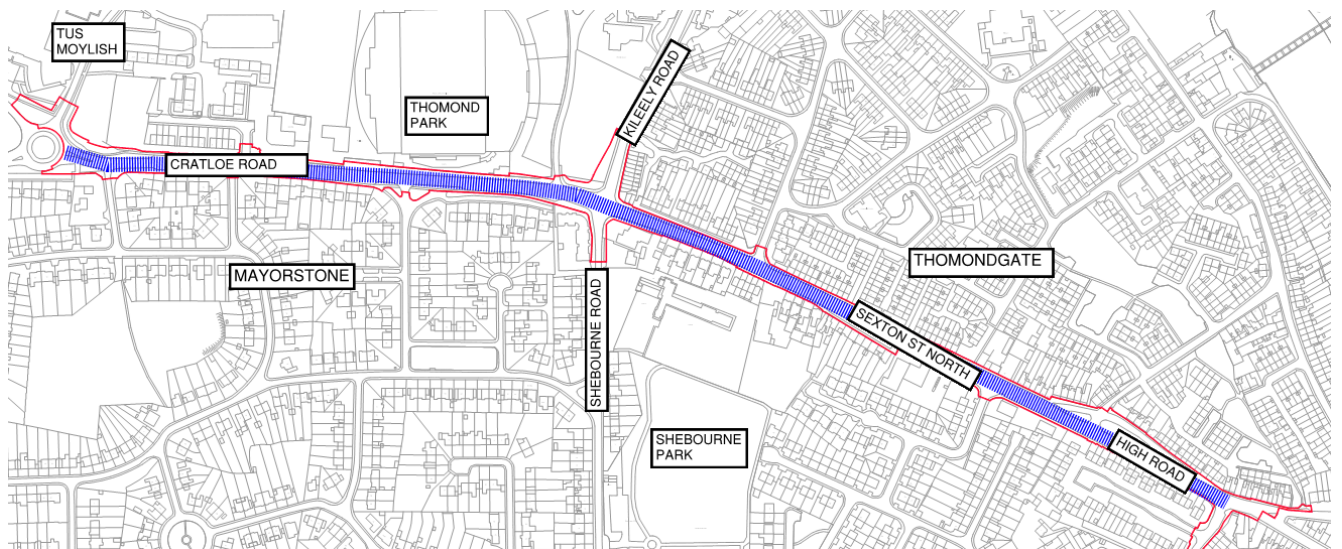 TUS
MOYLISH
THOMOND
PARK
KILEELY ROAD
CRATLOE ROAD
MAYORSTONE
THOMONDGATE
SHEBOURNE ROAD
SEXTON ST NORTH
SHEBOURNE
PARK
HIGH ROAD